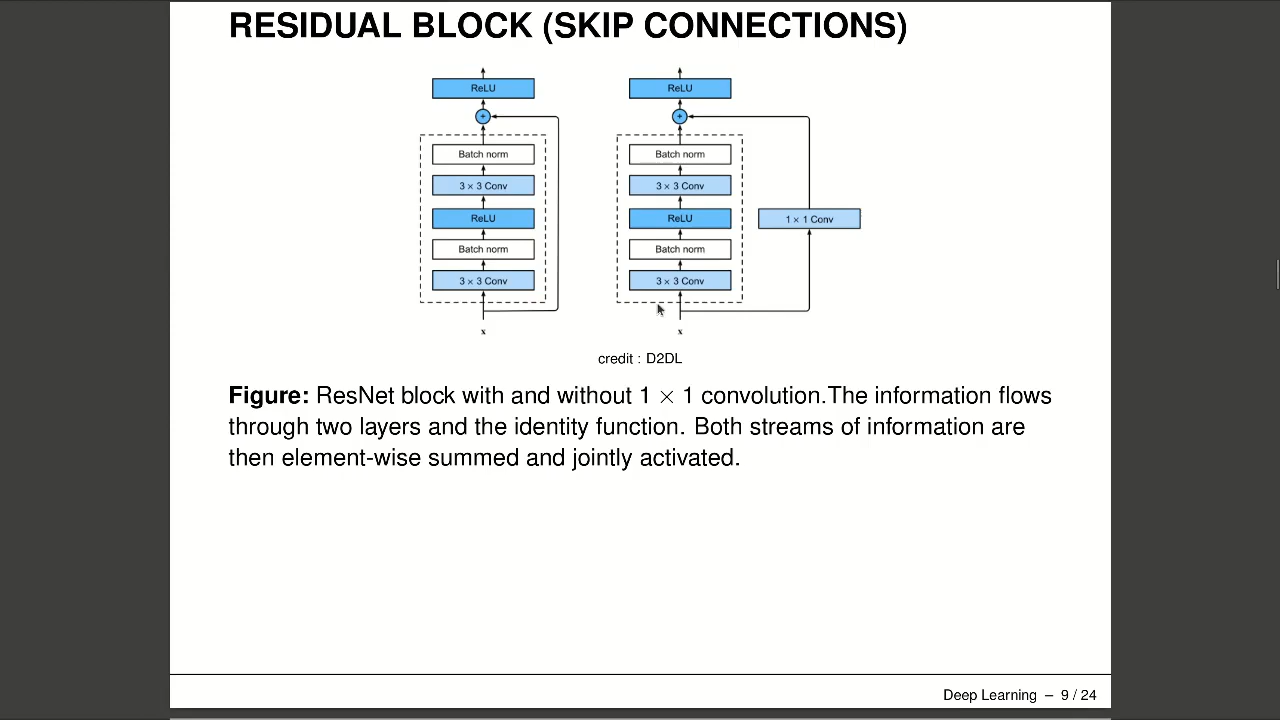 RESIDUAL BLOCK (SKIP CONNECTIONS)
ReLU
+
Batch norm
3 × 3 Conv
ReLU
Batch norm
3 × 3 Conv
x
ReLU
+
Batch norm
3 × 3 Conv
ReLU
1 × 1 Conv
Batch norm
3 × 3 Conv
x
credit : D2DL
Figure: ResNet block with and without 1 × 1 convolution.The information flows
through two layers and the identity function. Both streams of information are
then element-wise summed and jointly activated.
Deep Learning – 9 / 24